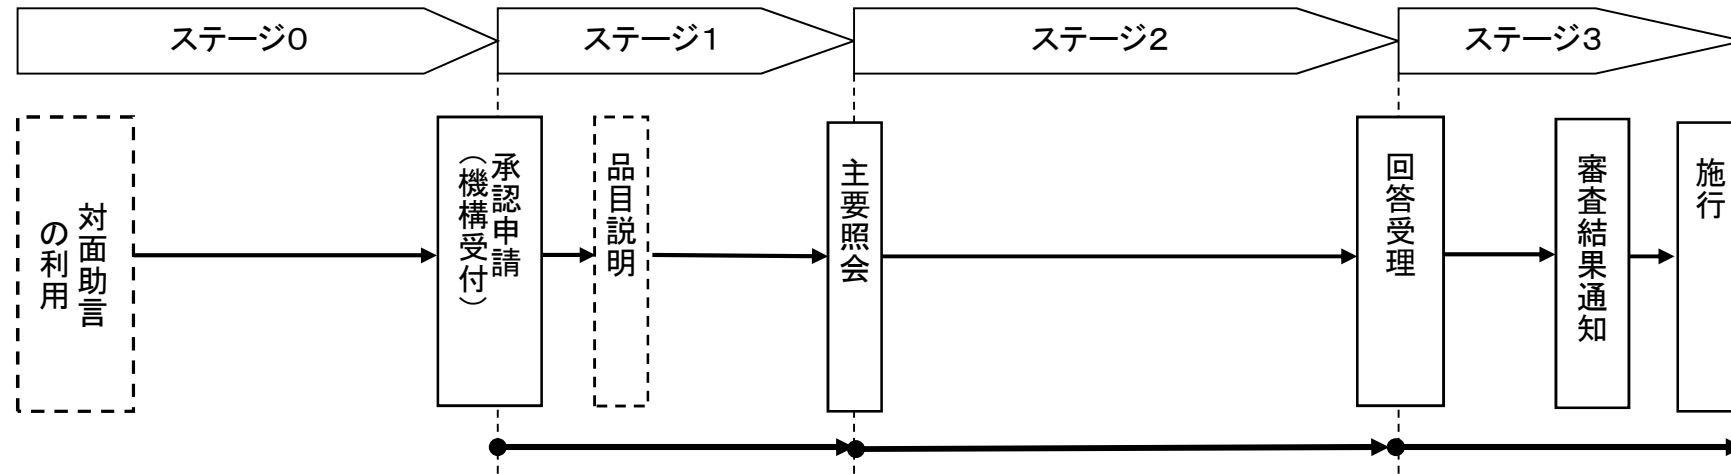 ステージ0
ステージ1
ステージ2
ステージ3
対面助言
の利用
承認申請
（機構受付）
品目説明
主要照会
回答受理
審査結果通知
施行